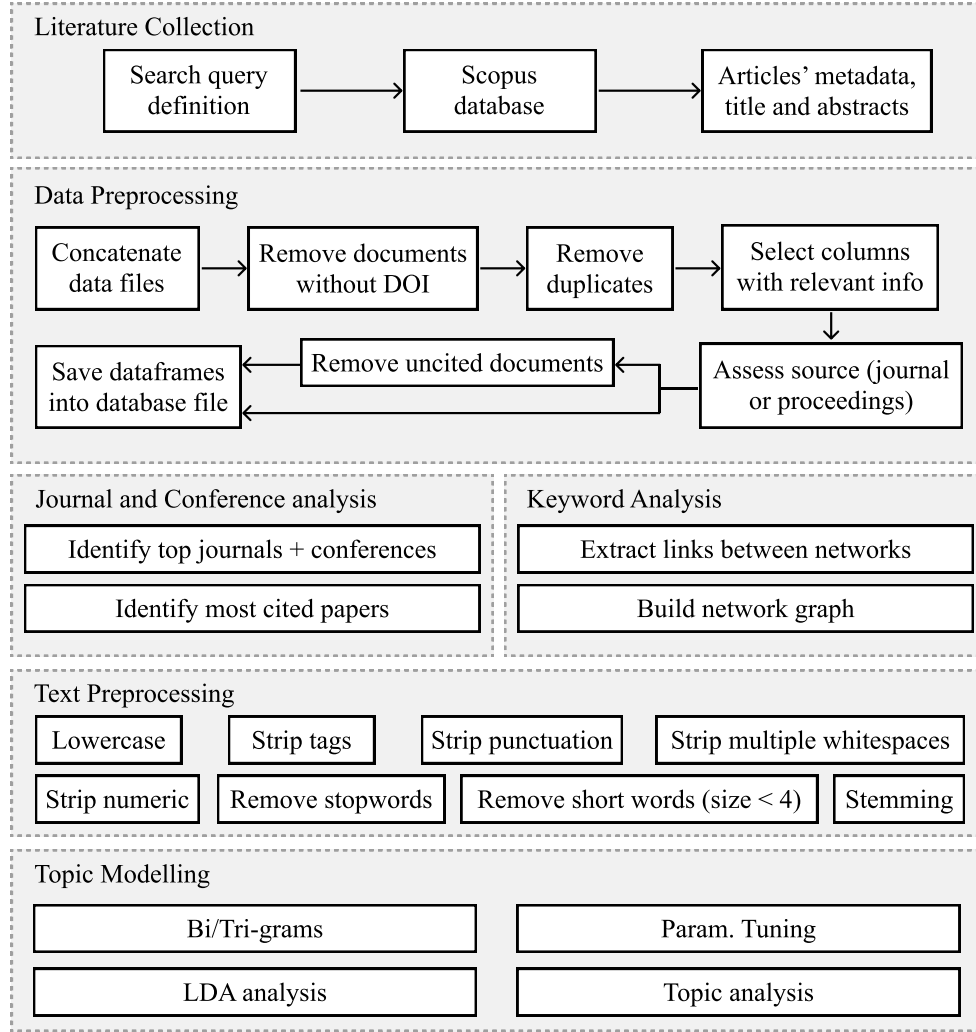 Literature Collection
Search query
definition
Scopus
database
Articles’ metadata,
title and abstracts
Data Preprocessing
Concatenate
data files
Remove documents
without DOI
Remove
duplicates
Select columns
with relevant info
Save dataframes
into database file
Remove uncited documents
Assess source (journal
or proceedings)
Journal and Conference analysis
Identify top journals + conferences
Identify most cited papers
Keyword Analysis
Extract links between networks
Build network graph
Text Preprocessing
Lowercase
Strip tags
Strip punctuation
Strip multiple whitespaces
Strip numeric
Remove stopwords
Remove short words (size < 4)
Stemming
Topic Modelling
Bi/Tri-grams
Param. Tuning
LDA analysis
Topic analysis